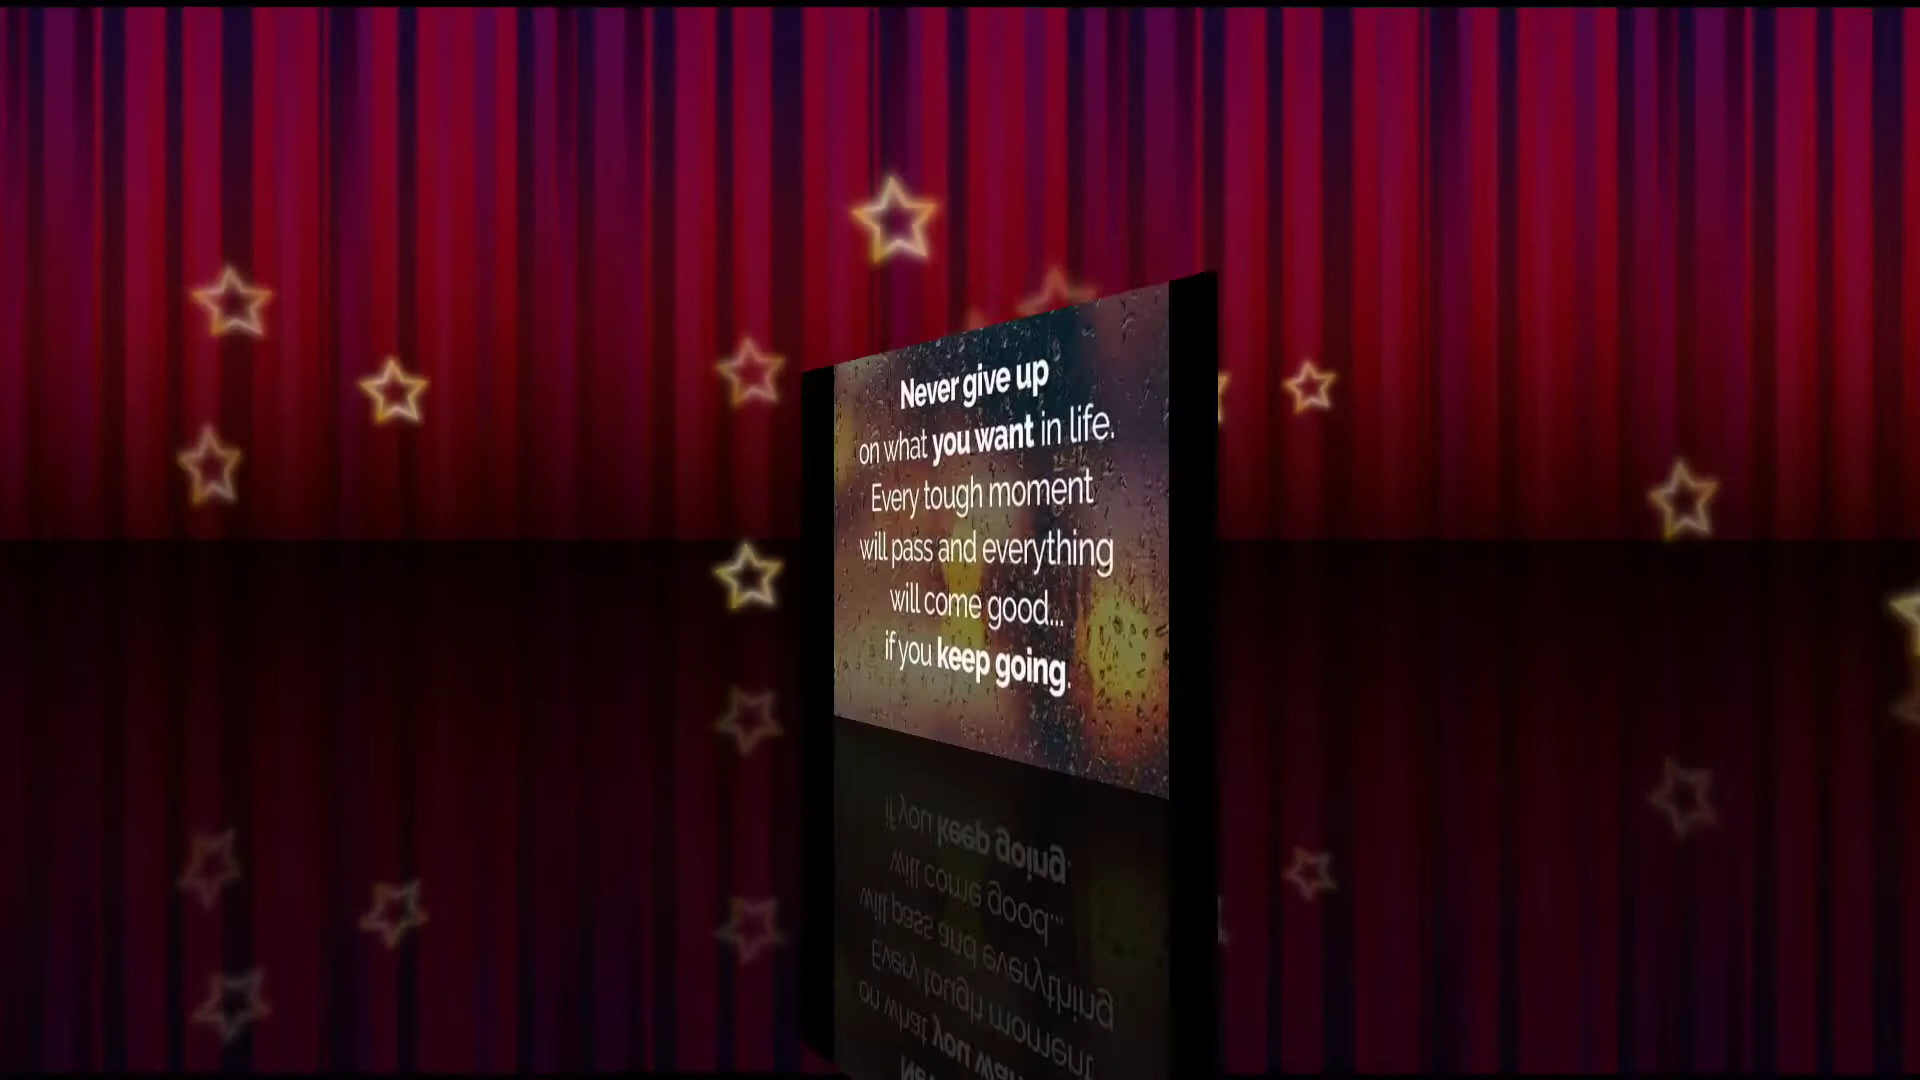 Never give up
on what you want in life.
Every tough moment
will pass and everything
will come good...
if you keep going.